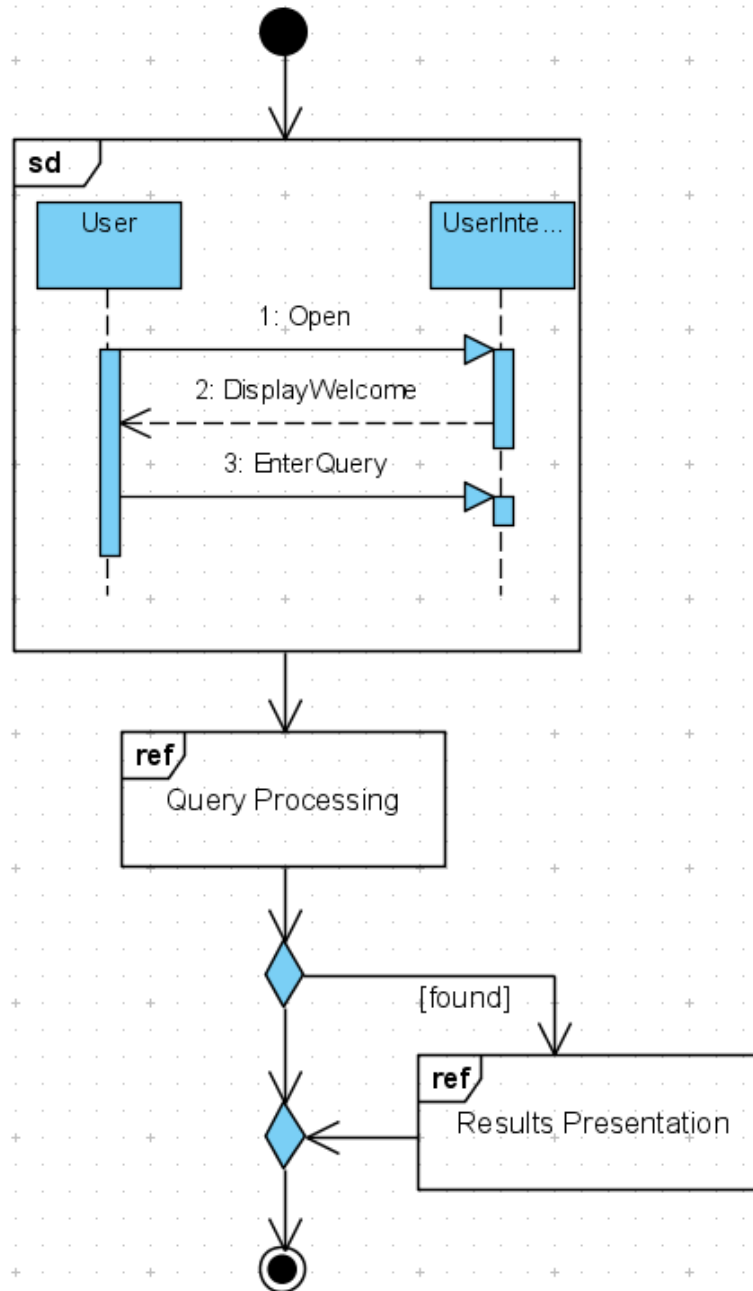 sd
User
UserInte...
1: Open
2: DisplayWelcome
3: EnterQuery
ref
Query Processing
[found]
ref
Results Presentation